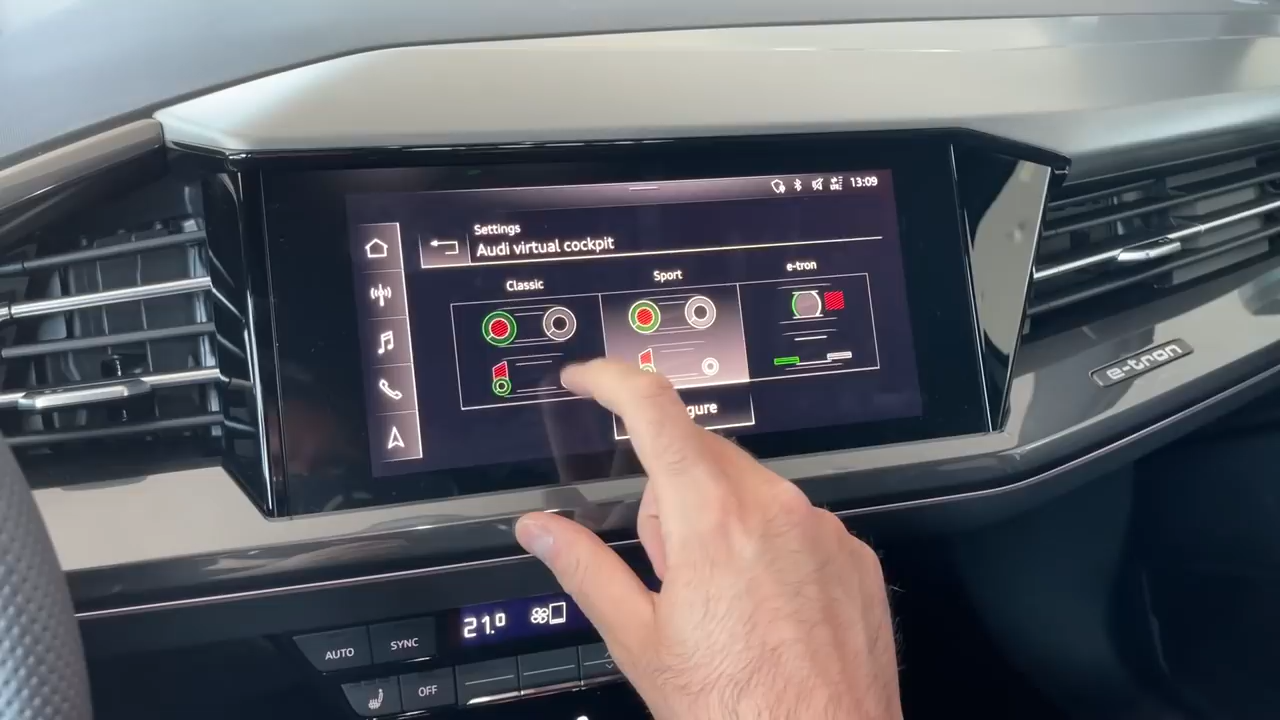 13:09
Settings
Audi virtual cockpit
Classic
Sport
e-tron
gure
e-tron
21.0
AUTO
SYNC
OFF